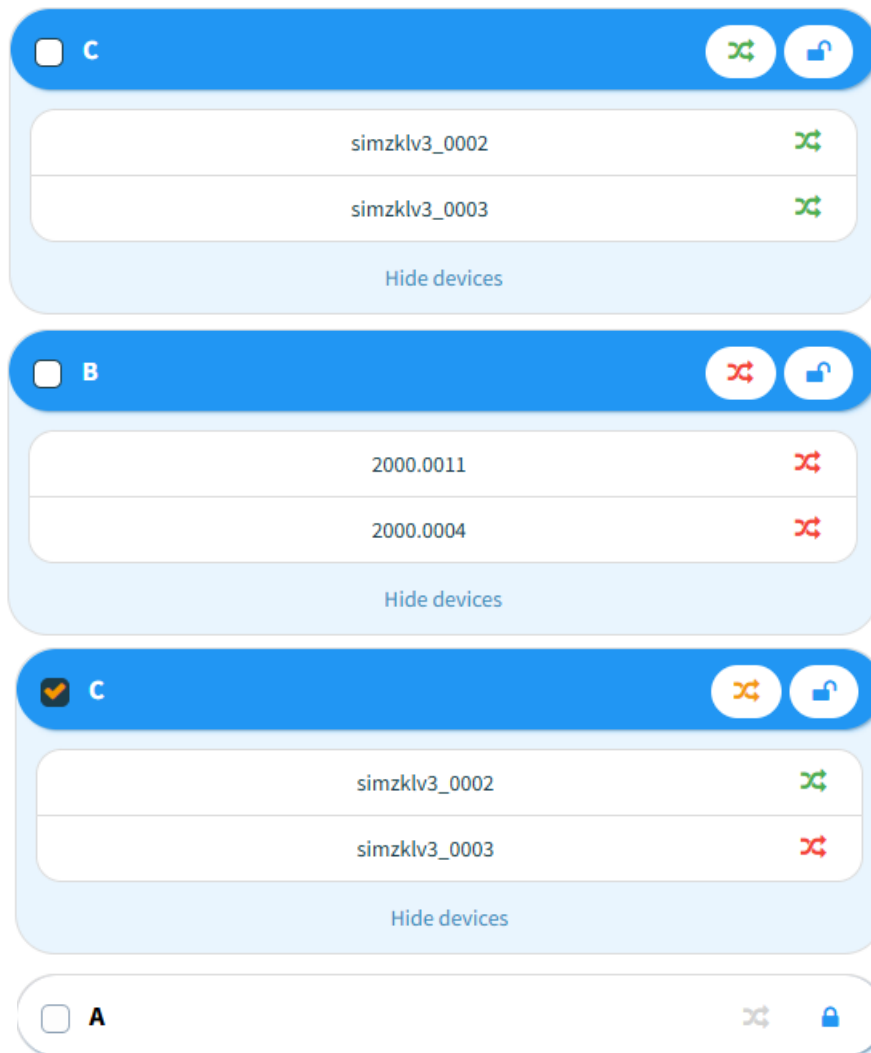 C
simzklv3_0002
simzklv3_0003
Hide devices
B
2000.0011
2000.0004
Hide devices
C
simzklv3_0002
simzklv3_0003
Hide devices
A